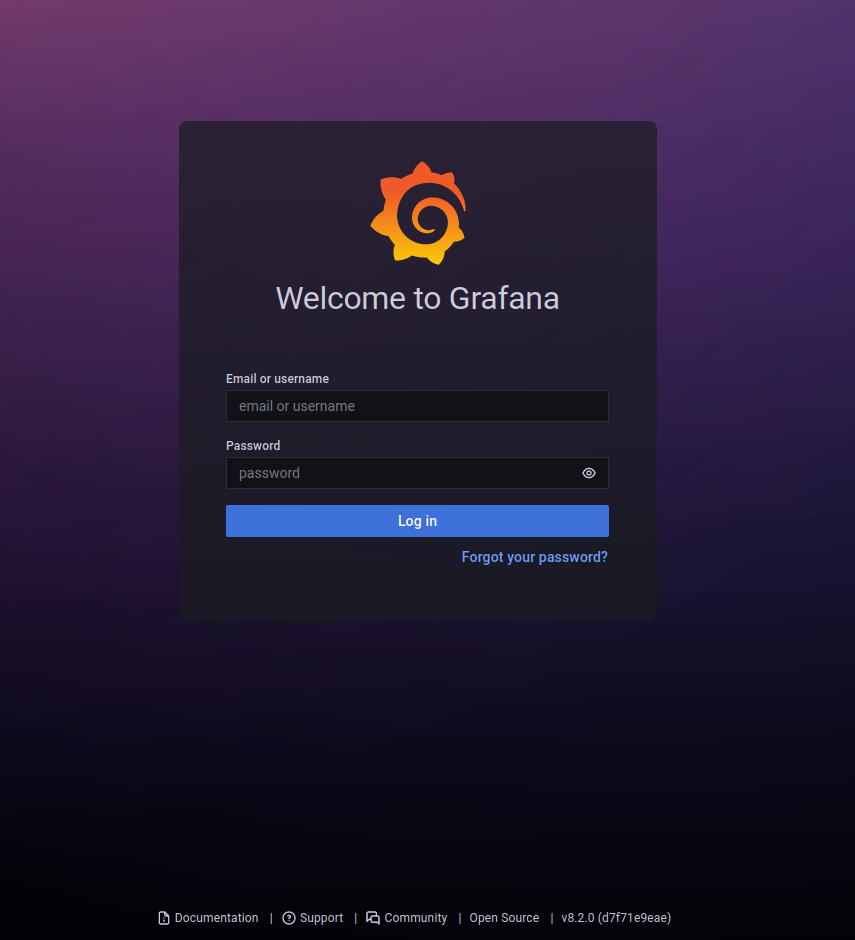 Welcome to Grafana
Email or username
email or username
Password
password
Log in
Forgot your password?
Documentation | Support | Community | Open Source | v8.2.0 (d7f71e9eae)